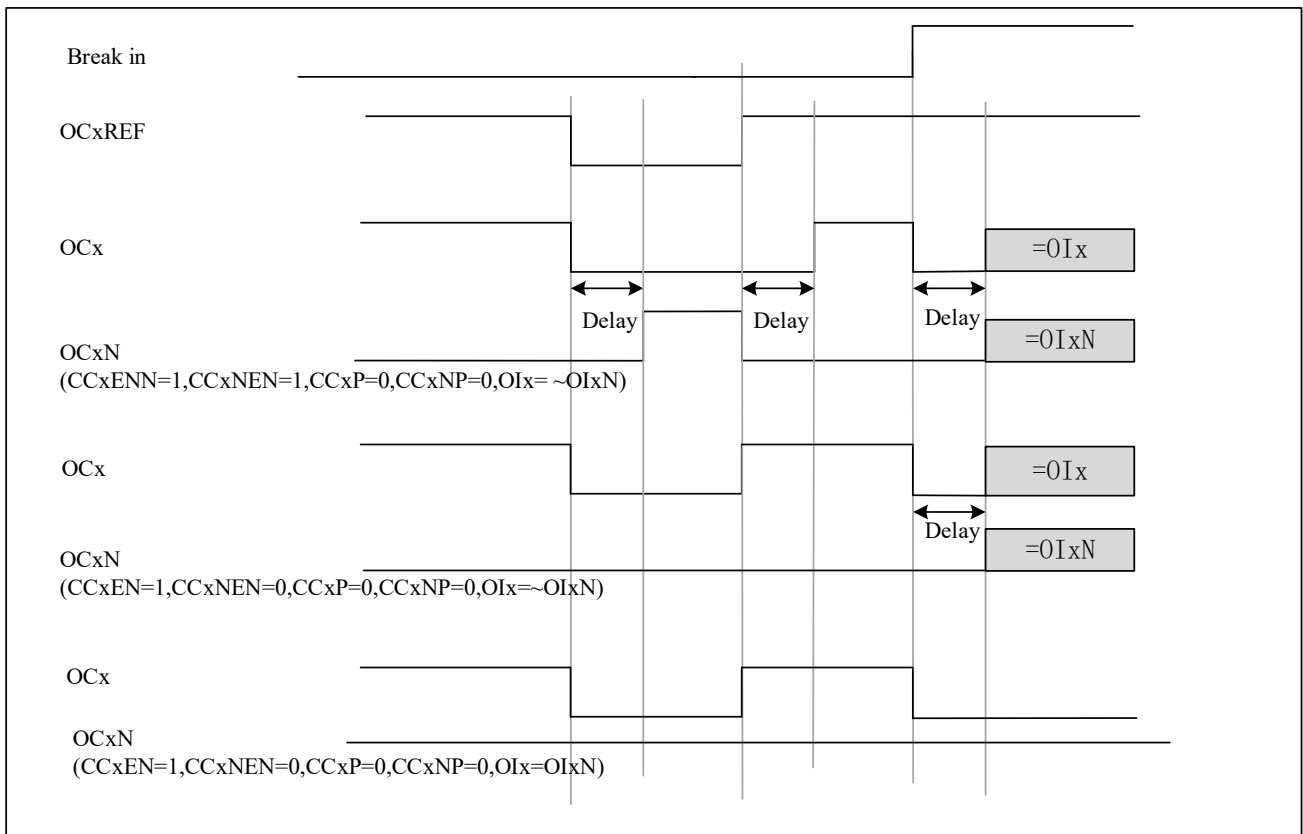 Break in
OCxREF
OCx
=OIx
Delay
Delay
Delay
=OIxN
OCxN
(CCxENN=1,CCxNEN=1,CCxP=0,CCxNP=0,OIx= ~OIxN)
OCx
=OIx
Delay
=OIxN
OCxN
(CCxEN=1,CCxNEN=0,CCxP=0,CCxNP=0,OIx=~OIxN)
OCx
OCxN
(CCxEN=1,CCxNEN=0,CCxP=0,CCxNP=0,OIx=OIxN)